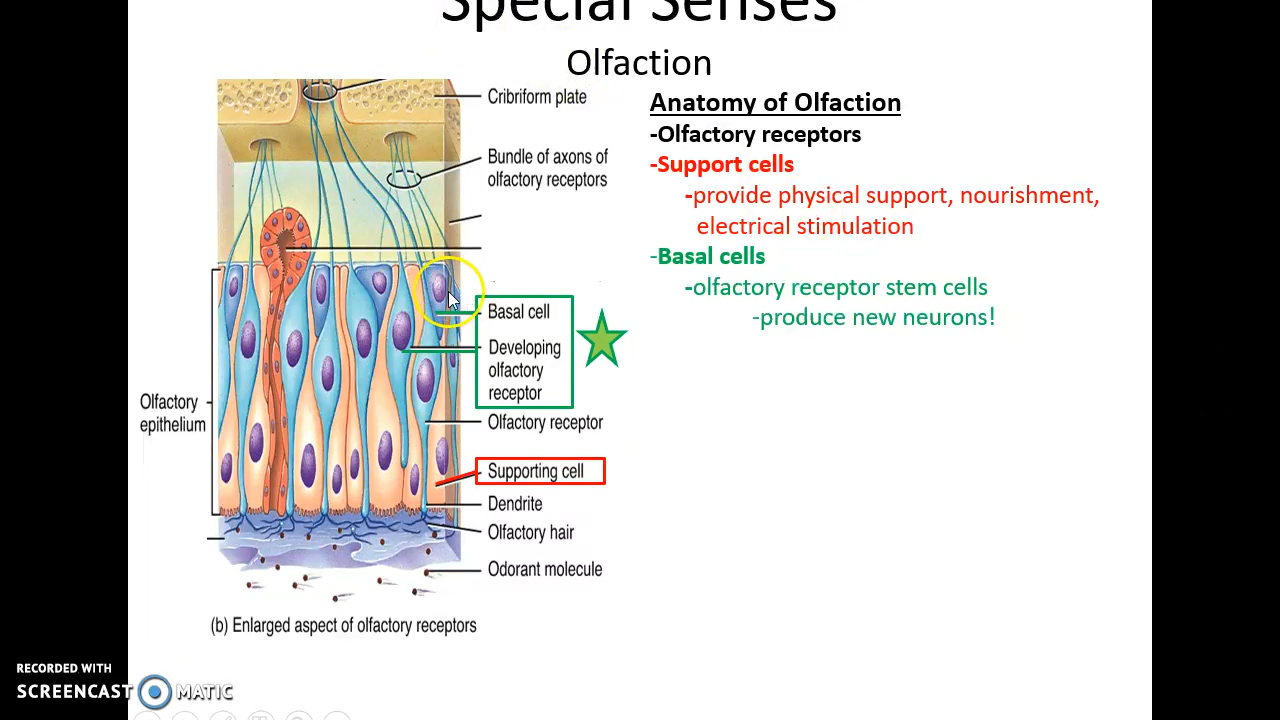 Special Senses
Olfaction
Cribriform plate
Bundle of axons of
olfactory receptors
Basal cell
Developing
olfactory
receptor
Olfactory
epithelium
Olfactory receptor
Supporting cell
Dendrite
Olfactory hair
Odorant molecule
(b) Enlarged aspect of olfactory receptors
Anatomy of Olfaction
-Olfactory receptors
-Support cells
-provide physical support, nourishment,
electrical stimulation
-Basal cells
-olfactory receptor stem cells
-produce new neurons!
RECORDED WITH
SCREENCAST MATIC